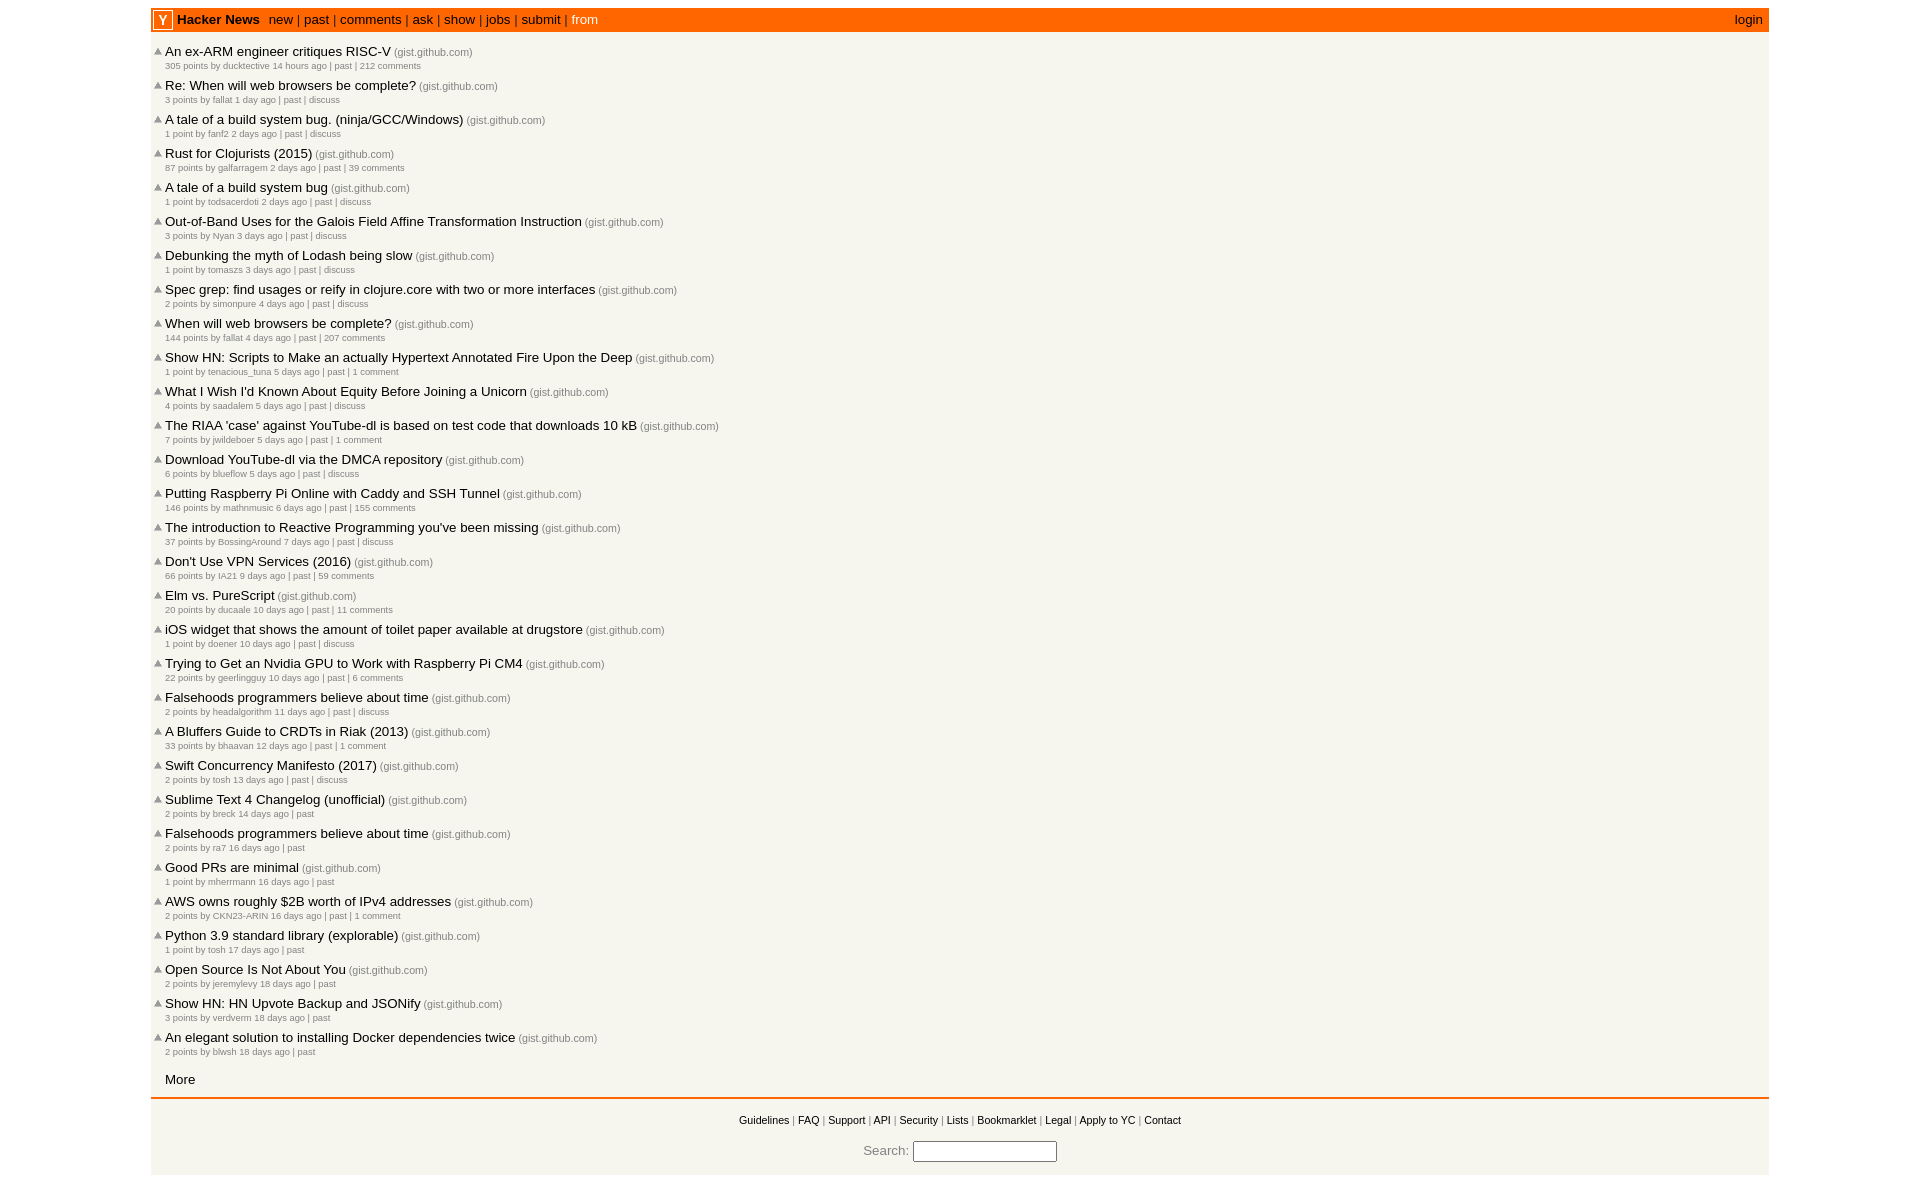 Y Hacker News new | past | comments | ask | show | jobs | submit | from login
An ex-ARM engineer critiques RISC-V (gist.github.com)
305 points by ducktective 14 hours ago | past | 212 comments
Re: When will web browsers be complete? (gist.github.com)
3 points by fallat 1 day ago | past | discuss
A tale of a build system bug. (ninja/GCC/Windows) (gist.github.com)
1 point by fanf2 2 days ago | past | discuss
Rust for Clojurists (2015) (gist.github.com)
87 points by galfarragem 2 days ago | past | 39 comments
A tale of a build system bug (gist.github.com)
1 point by todsacerdoti 2 days ago | past | discuss
Out-of-Band Uses for the Galois Field Affine Transformation Instruction (gist.github.com)
3 points by Nyan 3 days ago | past | discuss
Debunking the myth of Lodash being slow (gist.github.com)
1 point by tomaszs 3 days ago | past | discuss
Spec grep: find usages or reify in clojure.core with two or more interfaces (gist.github.com)
2 points by simonpure 4 days ago | past | discuss
When will web browsers be complete? (gist.github.com)
144 points by fallat 4 days ago | past | 207 comments
Show HN: Scripts to Make an actually Hypertext Annotated Fire Upon the Deep (gist.github.com)
1 point by tenacious_tuna 5 days ago | past | 1 comment
What I Wish I'd Known About Equity Before Joining a Unicorn (gist.github.com)
4 points by saadalem 5 days ago | past | discuss
The RIAA 'case' against YouTube-dl is based on test code that downloads 10 kB (gist.github.com)
7 points by jwildeboer 5 days ago | past | 1 comment
Download YouTube-dl via the DMCA repository (gist.github.com)
6 points by blueflow 5 days ago | past | discuss
Putting Raspberry Pi Online with Caddy and SSH Tunnel (gist.github.com)
146 points by mathnmusic 6 days ago | past | 155 comments
The introduction to Reactive Programming you've been missing (gist.github.com)
37 points by BossingAround 7 days ago | past | discuss
Don't Use VPN Services (2016) (gist.github.com)
66 points by IA21 9 days ago | past | 59 comments
Elm vs. PureScript (gist.github.com)
20 points by ducaale 10 days ago | past | 11 comments
iOS widget that shows the amount of toilet paper available at drugstore (gist.github.com)
1 point by doener 10 days ago | past | discuss
Trying to Get an Nvidia GPU to Work with Raspberry Pi CM4 (gist.github.com)
22 points by geerlingguy 10 days ago | past | 6 comments
Falsehoods programmers believe about time (gist.github.com)
2 points by headalgorithm 11 days ago | past | discuss
A Bluffers Guide to CRDTs in Riak (2013) (gist.github.com)
33 points by bhaavan 12 days ago | past | 1 comment
Swift Concurrency Manifesto (2017) (gist.github.com)
2 points by tosh 13 days ago | past | discuss
Sublime Text 4 Changelog (unofficial) (gist.github.com)
2 points by breck 14 days ago | past
Falsehoods programmers believe about time (gist.github.com)
2 points by ra7 16 days ago | past
Good PRs are minimal (gist.github.com)
1 point by mherrmann 16 days ago | past
AWS owns roughly $2B worth of IPv4 addresses (gist.github.com)
2 points by CKN23-ARIN 16 days ago | past | 1 comment
Python 3.9 standard library (explorable) (gist.github.com)
1 point by tosh 17 days ago | past
Open Source Is Not About You (gist.github.com)
2 points by jeremylevy 18 days ago | past
Show HN: HN Upvote Backup and JSONify (gist.github.com)
3 points by verdverm 18 days ago | past
An elegant solution to installing Docker dependencies twice (gist.github.com)
2 points by blwsh 18 days ago | past
More
Guidelines | FAQ | Support | API | Security | Lists | Bookmarklet | Legal | Apply to YC | Contact
Search: